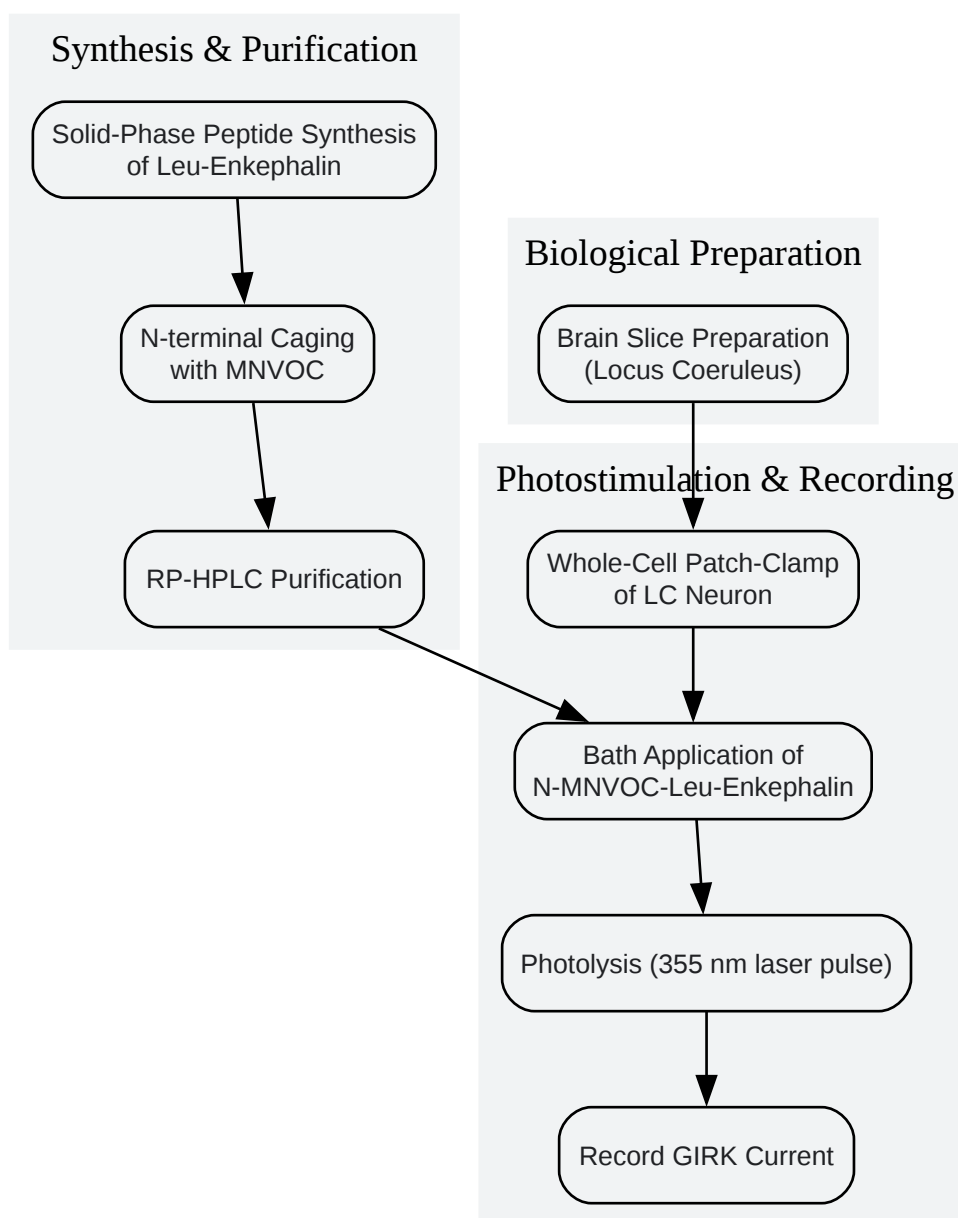 Synthesis & Purification
Solid-Phase Peptide Synthesis
of Leu-Enkephalin
N-terminal Caging
with MNVOC
RP-HPLC Purification
Biological Preparation
Brain Slice Preparation
(Locus Coeruleus)
Photostimulation & Recording
Whole-Cell Patch-Clamp
of LC Neuron
Bath Application of
N-MNVOC-Leu-Enkephalin
Photolysis (355 nm laser pulse)
Record GIRK Current